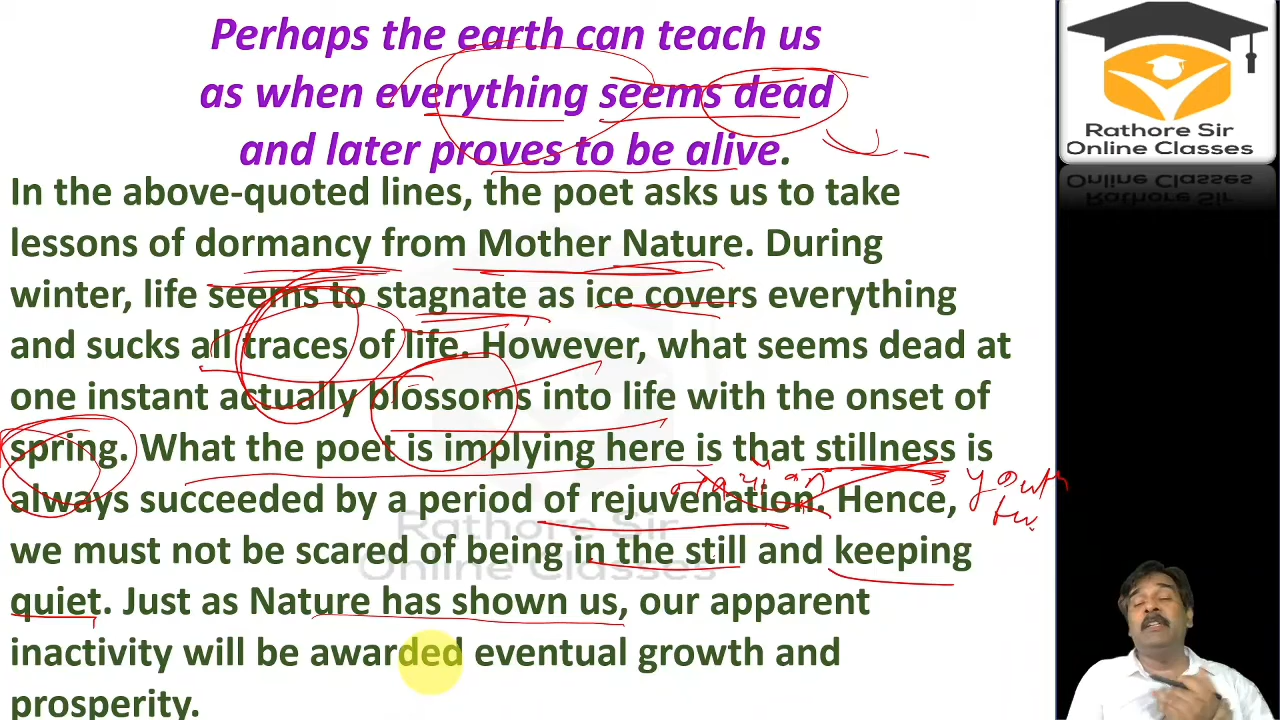 Perhaps the earth can teach us
as when everything seems dead
and later proves to be alive.
In the above-quoted lines, the poet asks us to take
lessons of dormancy from Mother Nature. During
winter, life seems to stagnate as ice covers everything
and sucks all traces of life. However, what seems dead at
one instant actually blossoms into life with the onset of
spring. What the poet is implying here is that stillness is
always succeeded by a period of rejuvenation. Hence,
we must not be scared of being in the still and keeping
quiet. Just as Nature has shown us, our apparent
inactivity will be awarded eventual growth and
prosperity.
youth
Rathore Sir
Online Classes
Rathore Sir
Online Classes